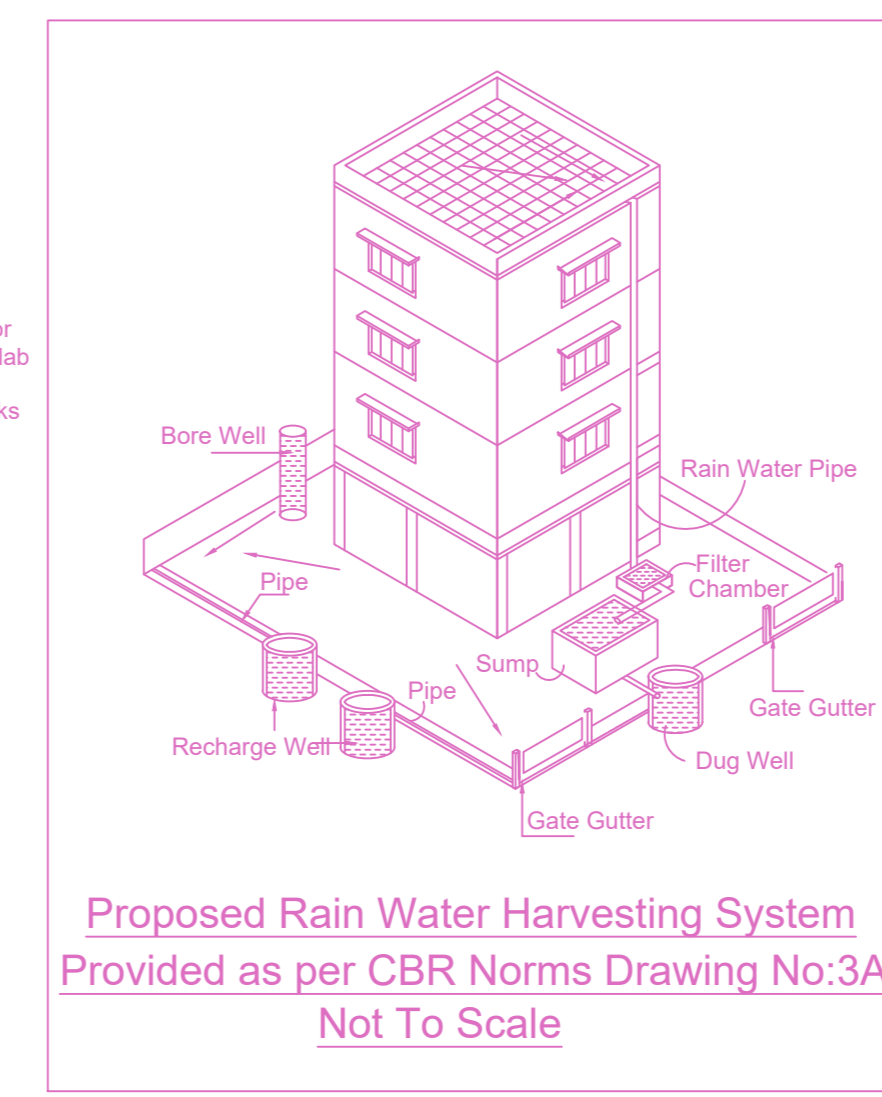 Bore Well
Rain Water Pipe
Filter
Chamber
Pipe
Sump
Pipe
Gate Gutter
Recharge Well
Dug Well
Gate Gutter
Proposed Rain Water Harvesting System
Provided as per CBR Norms Drawing No:3A
Not To Scale